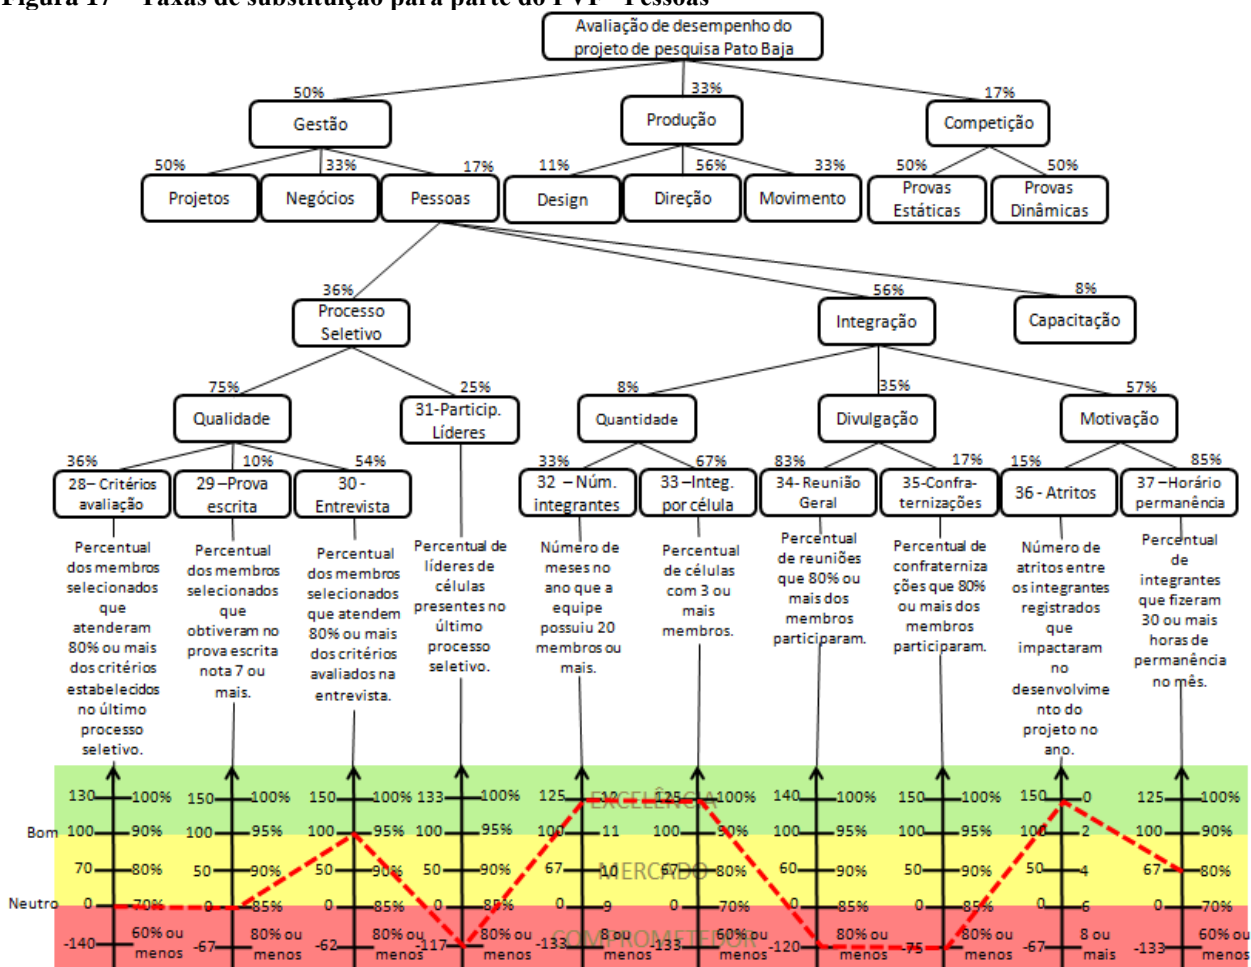 Figura 17 – Taxas de substituição para parte do PVF - Pessoas
Avaliação de desempenho do
projeto de pesquisa Pato Baja
50%
33%
17%
Gestão
Produção
Competição
50%
33%
17%
11%
56%
33%
50%
50%
Projetos
Negócios
Pessoas
Design
Direção
Movimento
Provas
Estáticas
Provas
Dinâmicas
36%
56%
8%
Processo
Seletivo
Integração
Capacitação
75%
25%
8%
35%
57%
Qualidade
31-Particip.
Líderes
Quantidade
Divulgação
Motivação
36%
10%
54%
33%
67%
83%
17%
15%
85%
28– Critérios
avaliação
29 –Prova
escrita
30 -
Entrevista
32 – Núm.
integrantes
33 –Integ.
por célula
34- Reunião
Geral
35-Confra-
ternizações
36 - Atritos
37 –Horário
permanência
Percentual
dos membros
selecionados
que
atenderam
80% ou mais
dos critérios
estabelecidos
no último
processo
seletivo.
Percentual
dos membros
selecionados
que
obtiveram no
prova escrita
nota 7 ou
mais.
Percentual
dos membros
selecionados
que atendem
80% ou mais
dos critérios
avaliados na
entrevista.
Percentual de
líderes de
células
presentes no
último
processo
seletivo.
Número de
meses no
ano que a
equipe
possuiu 20
membros ou
mais.
Percentual
de células
com 3 ou
mais
membros.
Percentual
de reuniões
que 80% ou
mais dos
membros
participaram.
Percentual de
confraterniza
ções que 80%
ou mais dos
membros
participaram.
Número de
atritos entre
os integrantes
registrados
que
impactaram
no
desenvolvime
nto do
projeto no
ano.
Percentual
de
integrantes
que fizeram
30 ou mais
horas de
permanência
no mês.
EXCELÊNCIA
130 100% 150 100% 150 100% 133 100% 125 12 125 100% 140 100% 150 100% 150 0 125 100%
Bom 100 90% 100 95% 100 95% 100 95% 100 11 100 90% 100 95% 100 95% 100 2 100 90%
MERCADO
70 80% 50 90% 50 90% 50 90% 67 10 67 80% 60 90% 50 90% 50 4 67 80%
Neutro 0 70% 0 85% 0 85% 0 85% 0 9 0 70% 0 85% 0 85% 0 6 0 70%
COMPROMETEDOR
-140 60% ou menos -67 80% ou menos -62 80% ou menos -117 80% ou menos -133 8 ou menos -133 60% ou menos -120 80% ou menos -75 80% ou menos -67 8 ou mais -133 60% ou menos